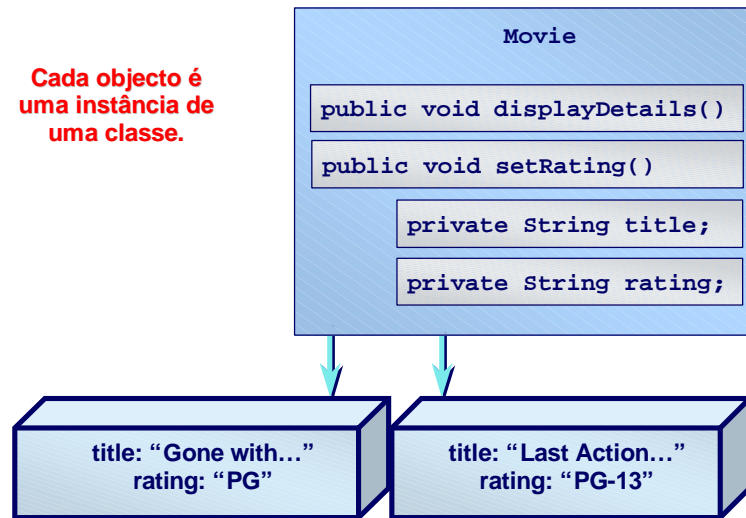 Movie
Cada objecto é
uma instância de
uma classe.
public void displayDetails()
public void setRating()
private String title;
private String rating;
title: “Gone with…”
rating: “PG”
title: “Last Action…”
rating: “PG-13”